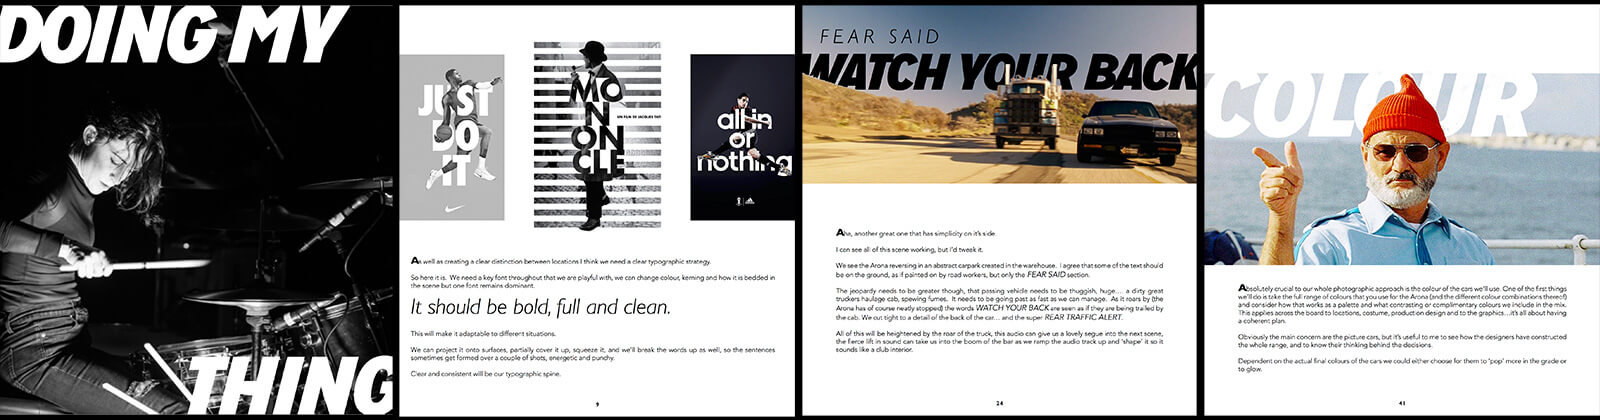 DOING MY
THING
JUST
DO
IT
MO
N
ON
CLE
UN FILM DE JACQUES TATI
all in
or
nothing
As well as creating a clear distinction between locations I think we need a clear typographic strategy.
So here it is. We need a key font throughout that we are playful with, we can change colour, kerning and how it is bedded in
the scene but one font remains dominant.
It should be bold, full and clean.
This will make it adaptable to different situations.
We can project it onto surfaces, partially cover it up, squeeze it, and we'll break the words up as well, so the sentences
sometimes get formed over a couple of shots, energetic and punchy.
Clear and consistent will be our typographic spine.
9
FEAR SAID
WATCH YOUR BACK
Ahe, another great one that has simplicity on it's side.
I can see all of this scene working, but I'd tweak it.
We see the Arona reversing in an abstract carpark created in the warehouse. I agree that some of the text should
be on the ground, as if painted on by road workers, but only the FEAR SAID section.
The jeopardy needs to be greater though, that passing vehicle needs to be thuggish, huge.... a dirty great
truckers haulage cab, spewing fumes. It needs to be going past as fast as we can manage. As it roars by (the
Arona has of course neatly stopped) the words WATCH YOUR BACK are seen as if they are being trailed by
the cab. We cut tight to a detail of the back of the car... and the super REAR TRAFFIC ALERT.
All of this will be heightened by the roar of the truck, this audio can give us a lovely segue into the next scene,
the fierce lift in sound can take us into the boom of the bar as we ramp the audio track up and 'shape' it so it
sounds like a club interior.
24
COLOUR
Absolutely crucial to our whole photographic approach is the colour of the cars we'll use. One of the first things
we'll do is take the full range of colours that you use for the Arona (and the different colour combinations thereof)
and consider how that works as a palette and what contrasting or complimentary colours we include in the mix.
This applies across the board to locations, costume, production design and to the graphics...it's all about having
a coherent plan.
Obviously the main concern are the picture cars, but it's useful to me to see how the designers have constructed
the whole range, and to know their thinking behind the decisions.
Dependent on the actual final colours of the cars we could either choose for them to 'pop' more in the grade or
to glow.
41